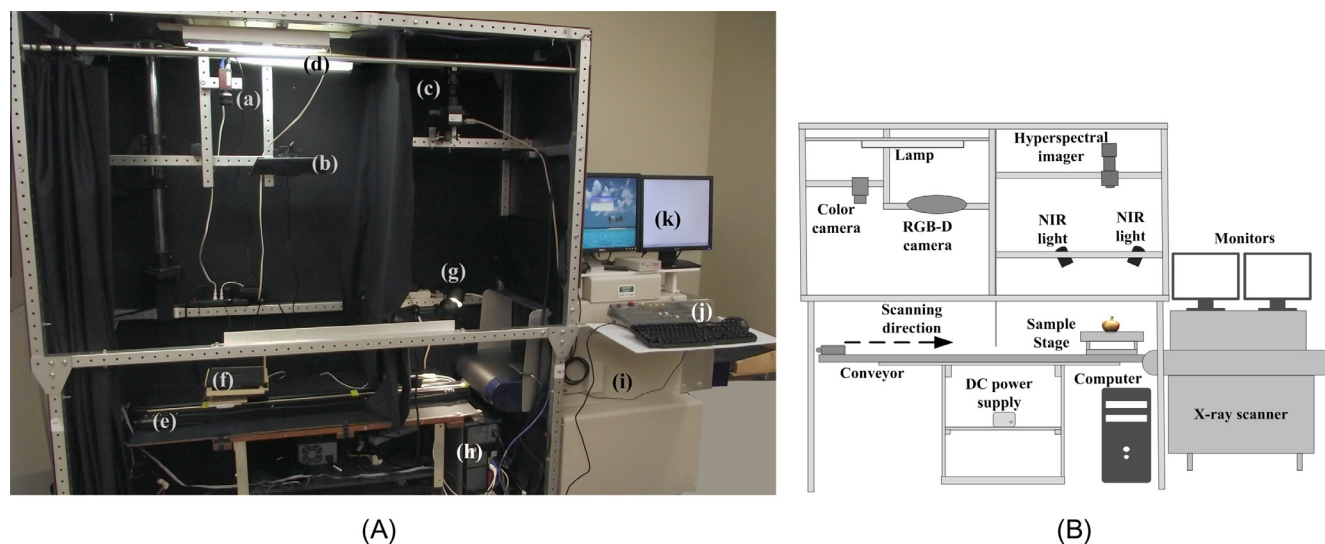 (d)
(a)
(c)
(b)
(k)
(g)
(j)
(f)
(i)
(e)
(h)
(A)
Lamp
Hyperspectral
imager
Color
camera
RGB-D
camera
NIR
light
NIR
light
Monitors
Scanning
direction
Sample
Stage
Conveyor
DC power
supply
Computer
X-ray scanner
(B)